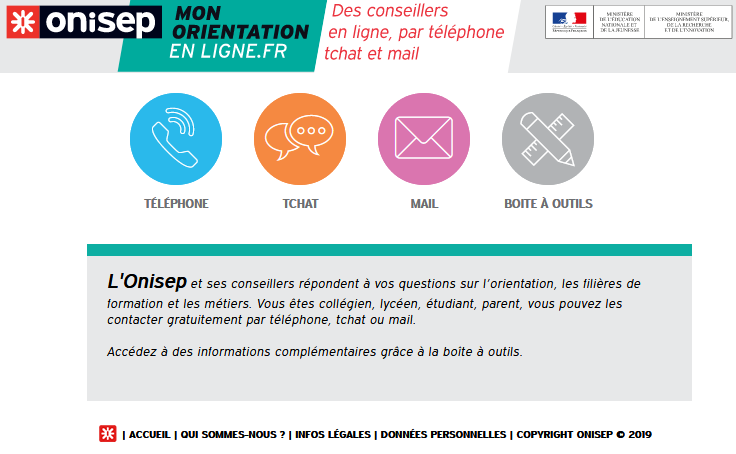 onisep
MON
ORIENTATION
EN LIGNE.FR
Des conseillers
en ligne, par téléphone
tchat et mail
MINISTÈRE
DE L'ÉDUCATION
NATIONALE ET
DE LA JEUNESSE
MINISTÈRE
DE L'ENSEIGNEMENT SUPÉRIEUR,
DE LA RECHERCHE
ET DE L'INNOVATION
TÉLÉPHONE
TCHAT
MAIL
BOITE À OUTILS
L'Onisep et ses conseillers répondent à vos questions sur l'orientation, les filières de
formation et les métiers. Vous êtes collégien, lycéen, étudiant, parent, vous pouvez les
contacter gratuitement par téléphone, tchat ou mail.
Accédez à des informations complémentaires grâce à la boîte à outils.
| ACCUEIL | QUI SOMMES-NOUS ? | INFOS LÉGALES | DONNÉES PERSONNELLES | COPYRIGHT ONISEP © 2019